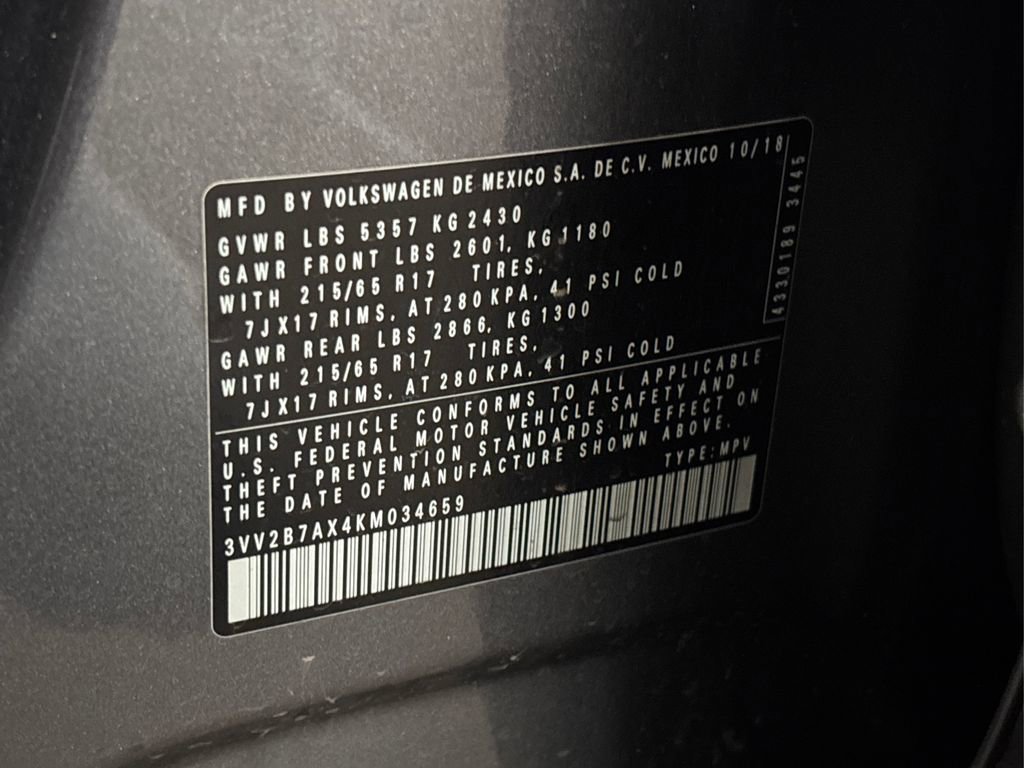 MFD BY VOLKSWAGEN DE MEXICO S.A. DE C.V. MEXICO 10/18
GVWR LBS 5357 KG 2430
GAWR FRONT LBS 2601, KG 1180
WITH 215/65 R17 TIRES,
7JX17 RIMS, AT 280 KPA, 41 PSI COLD
GAWR REAR LBS 2866, KG 1300
WITH 215/65 R17 TIRES,
7JX17 RIMS, AT 280 KPA, 41 PSI COLD
4330189 3445
THIS VEHICLE CONFORMS TO ALL APPLICABLE
U.S. FEDERAL MOTOR VEHICLE SAFETY AND
THEFT PREVENTION STANDARDS IN EFFECT ON
THE DATE OF MANUFACTURE SHOWN ABOVE.
TYPE: MPV
3VV2B7AX4KM034659